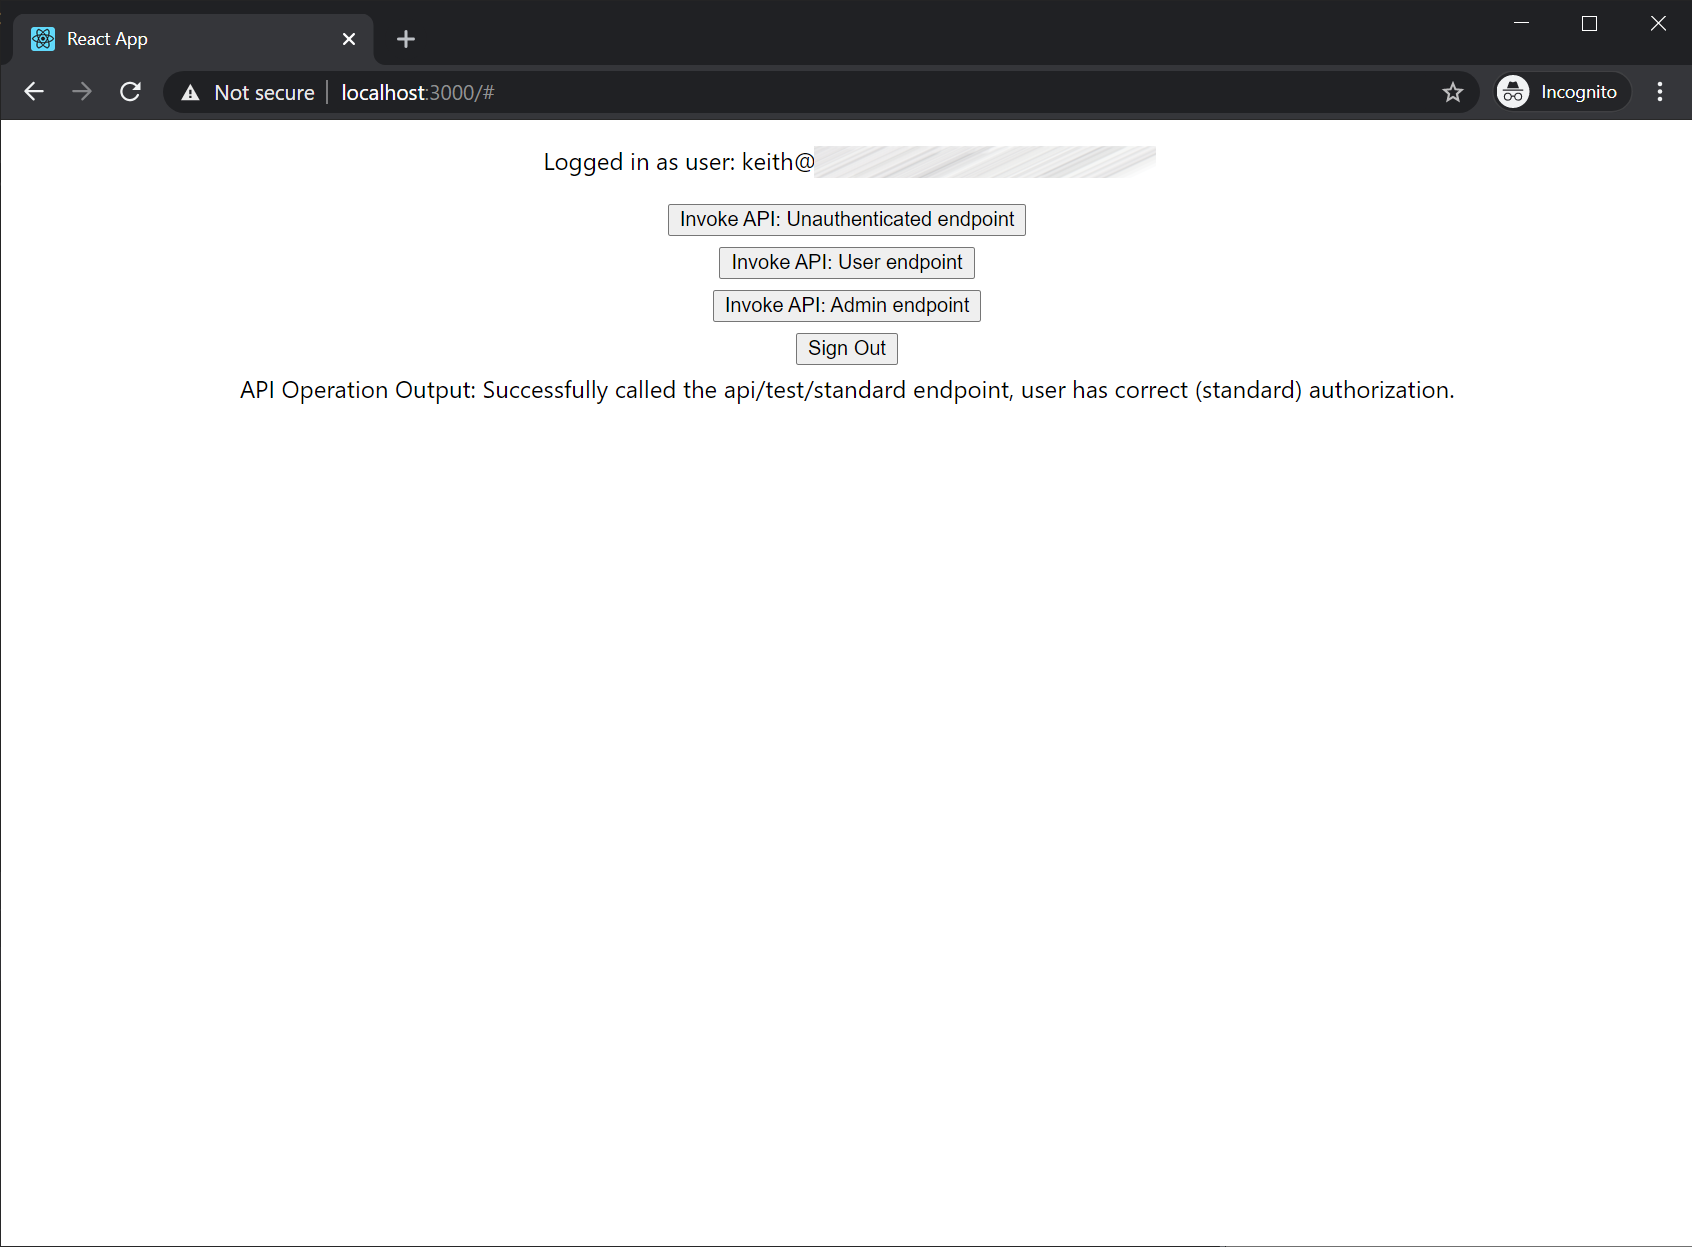 React App
Not secure localhost:3000/#
Incognito
Logged in as user: keith@
Invoke API: Unauthenticated endpoint
Invoke API: User endpoint
Invoke API: Admin endpoint
Sign Out
API Operation Output: Successfully called the api/test/standard endpoint, user has correct (standard) authorization.